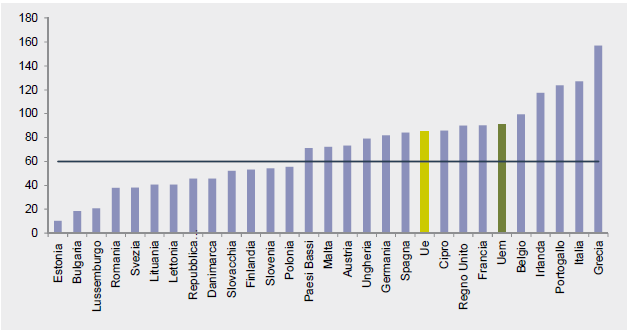 180
160
140
120
100
80
60
40
20
0
Estonia
Bulgaria
Lussemburgo
Romania
Svezia
Lituania
Lettonia
Repubblica...
Danimarca
Slovacchia
Finlandia
Slovenia
Polonia
Paesi Bassi
Malta
Austria
Ungheria
Germania
Spagna
Ue
Cipro
Regno Unito
Francia
Uem
Belgio
Irlanda
Portogallo
Italia
Grecia